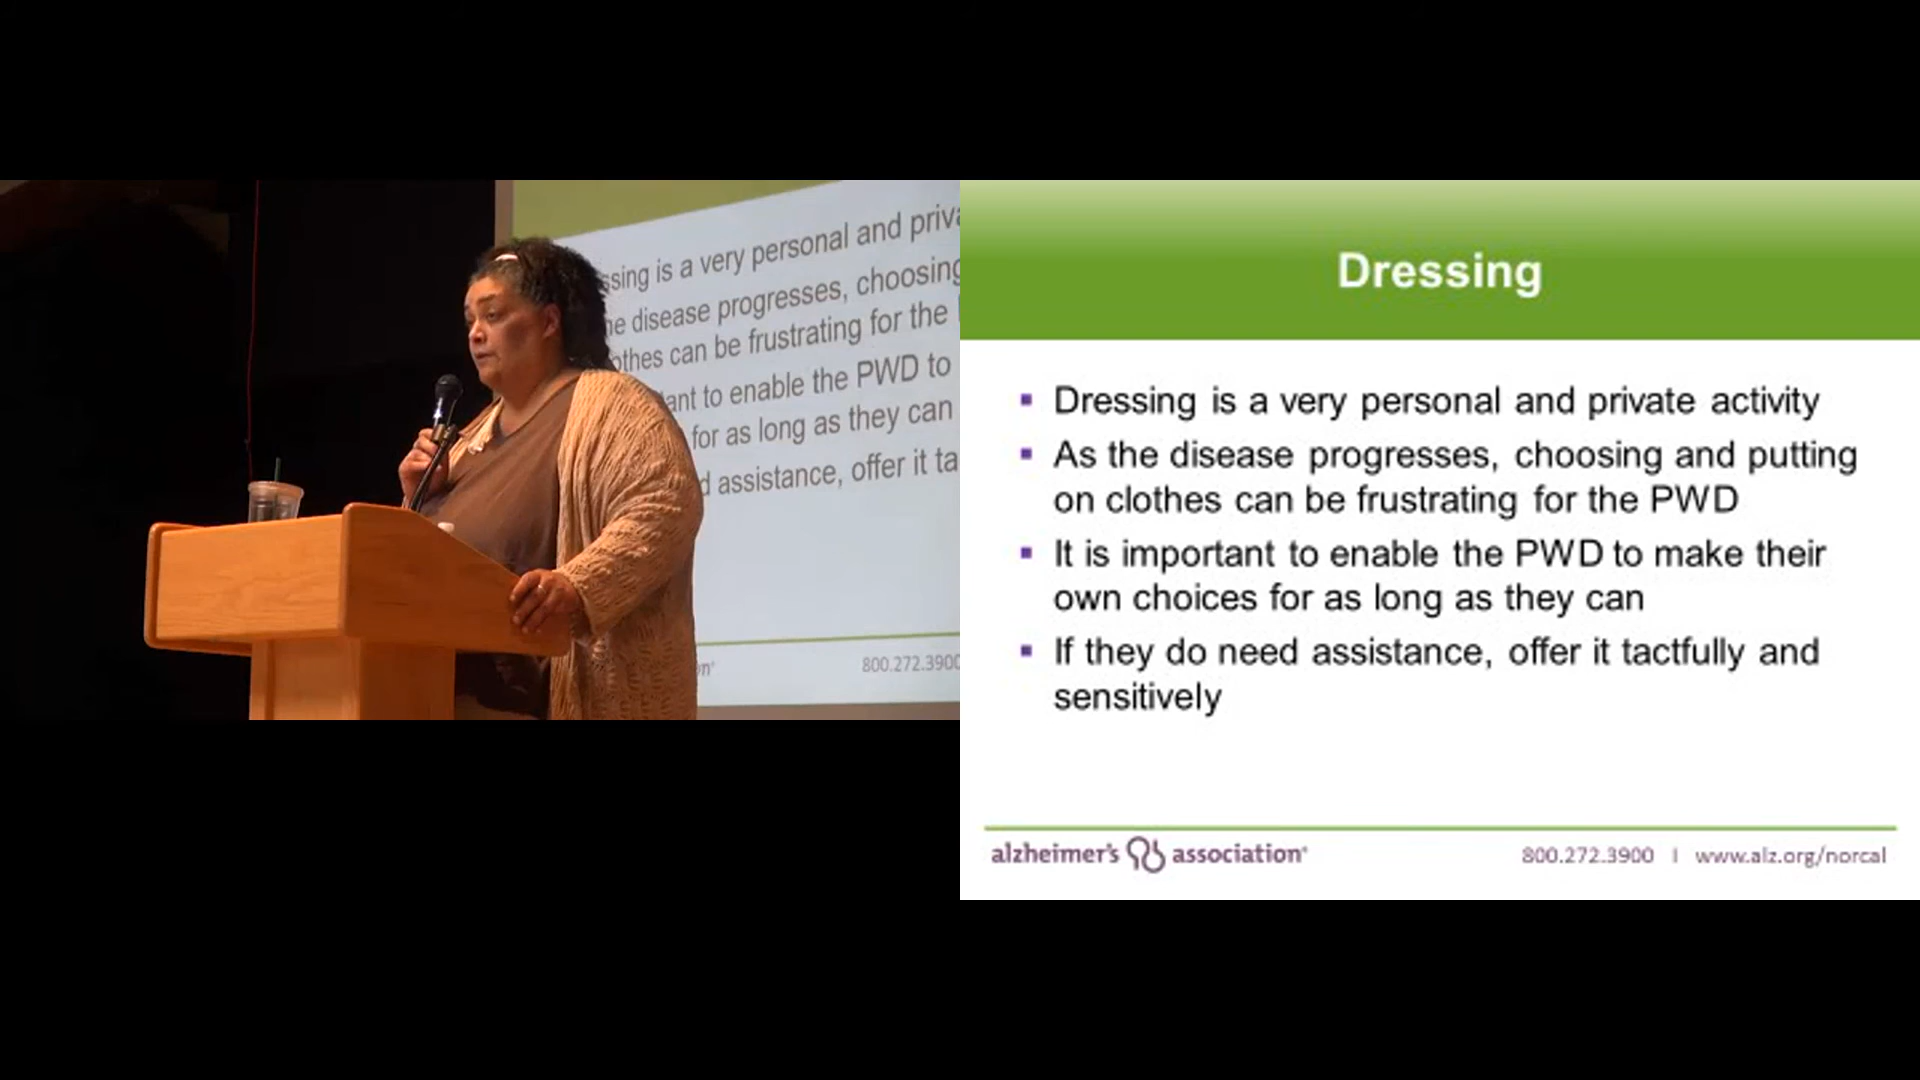 ssing is a very personal and priva
he disease progresses, choosing
othes can be frustrating for the
ant to enable the PWD to
for as long as they can
d assistance, offer it ta
n®
800.272.3900
Dressing
▪ Dressing is a very personal and private activity
▪ As the disease progresses, choosing and putting
on clothes can be frustrating for the PWD
▪ It is important to enable the PWD to make their
own choices for as long as they can
▪ If they do need assistance, offer it tactfully and
sensitively
alzheimer's association® 800.272.3900 | www.alz.org/norcal